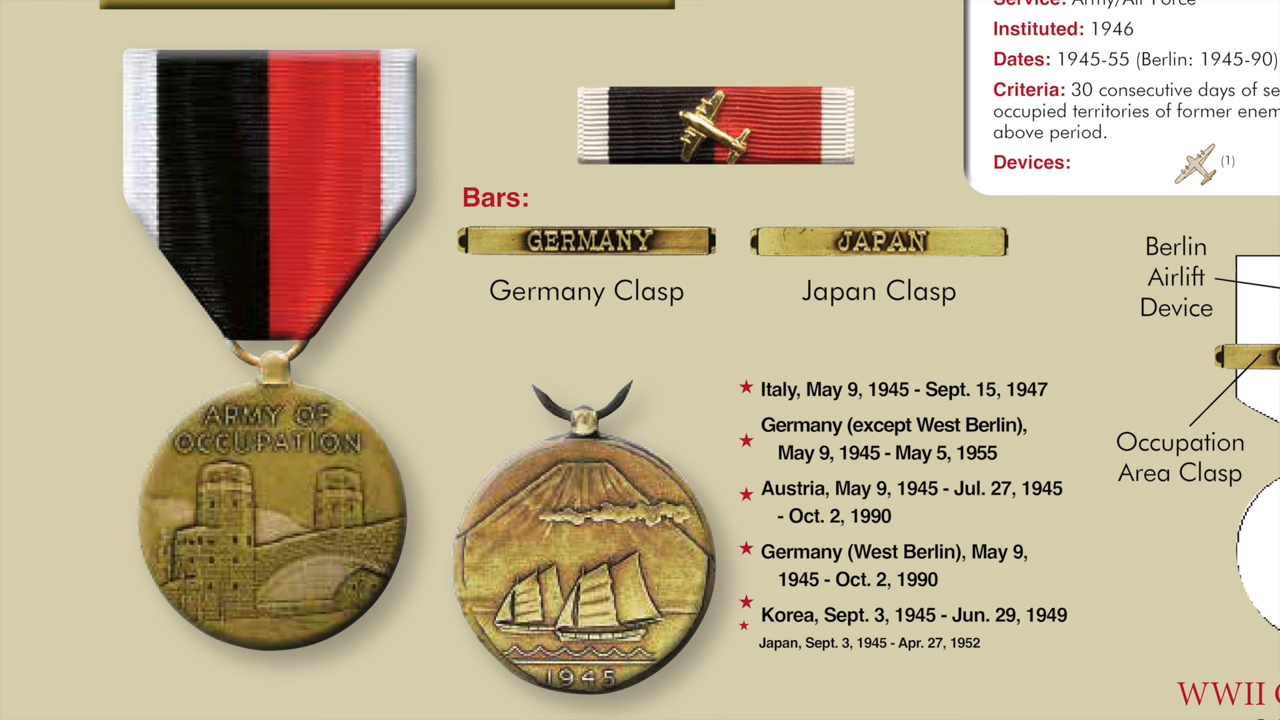 Service: Army/Air Force
Instituted: 1946
Dates: 1945-55 (Berlin: 1945-90)
Criteria: 30 consecutive days of
occupied territories of former
above period.
Devices: (1)
Bars:
GERMANY
JAPAN
Germany Clasp
Japan Clasp
Berlin
Airlift
Device
ARMY OF
OCCUPATION
Italy, May 9, 1945 - Sept. 15, 1947
Germany (except West Berlin),
May 9, 1945 - May 5, 1955
Austria, May 9, 1945 - Jul. 27, 1945
- Oct. 2, 1990
Germany (West Berlin), May 9,
1945 - Oct. 2, 1990
Korea, Sept. 3, 1945 - Jun. 29, 1949
Japan, Sept. 3, 1945 - Apr. 27, 1952
Occupation
Area Clasp
1945
WWII